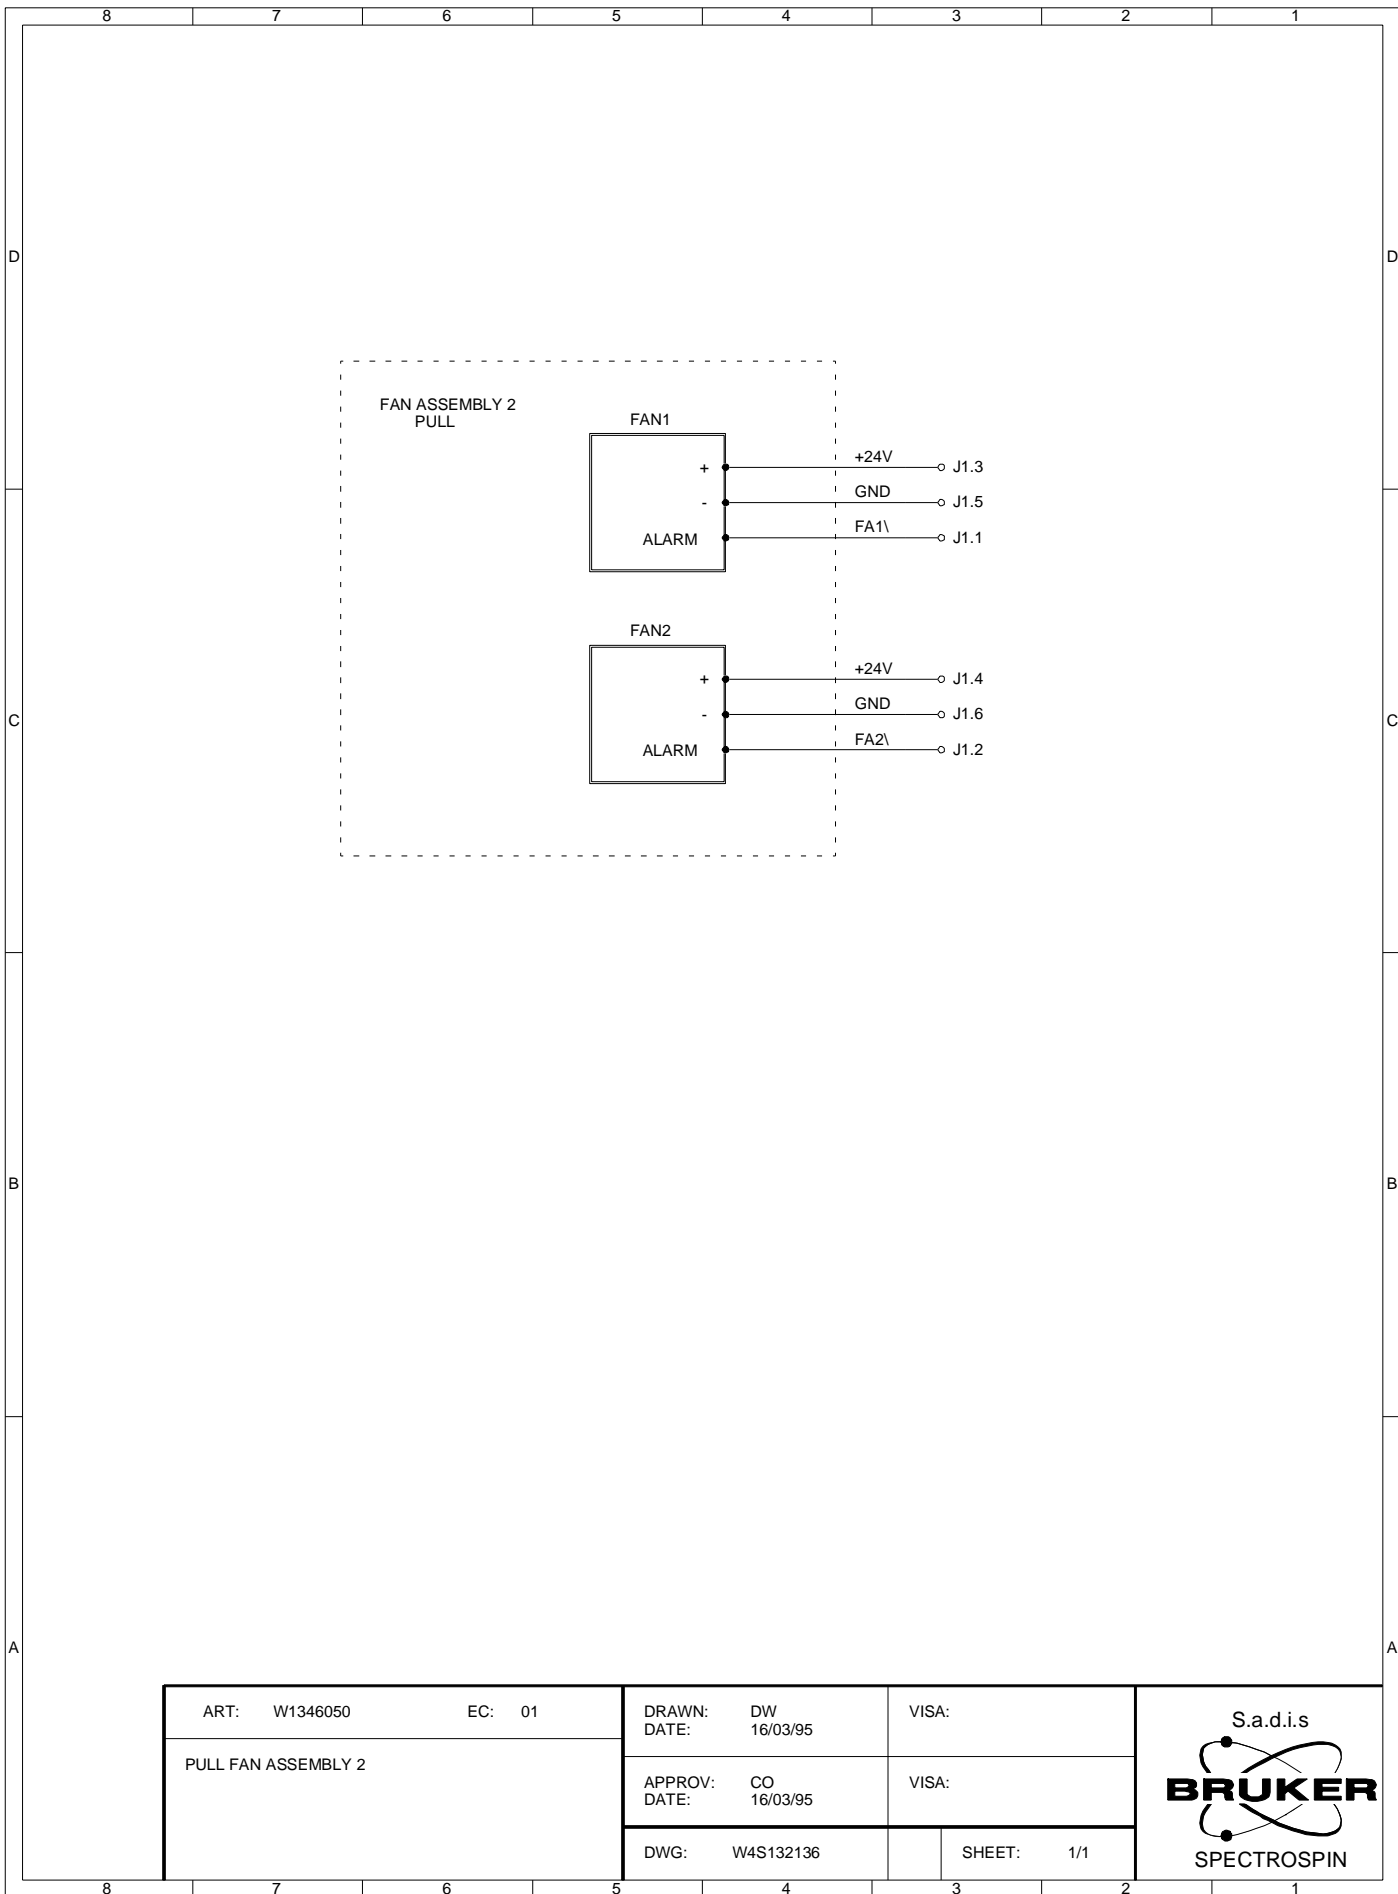 8 7 6 5 4 3 2 1
D D
FAN ASSEMBLY 2
PULL
FAN1
+ +24V J1.3
- GND J1.5
ALARM FA1\ J1.1
FAN2
+ +24V J1.4
- GND J1.6
ALARM FA2\ J1.2
C C
B B
A A
ART: W1346050 EC: 01
PULL FAN ASSEMBLY 2
DRAWN: DW
DATE: 16/03/95
VISA:
APPROV: CO
DATE: 16/03/95
VISA:
DWG: W4S132136
SHEET: 1/1
S.a.d.i.s
BRUKER
SPECTROSPIN
8 7 6 5 4 3 2 1